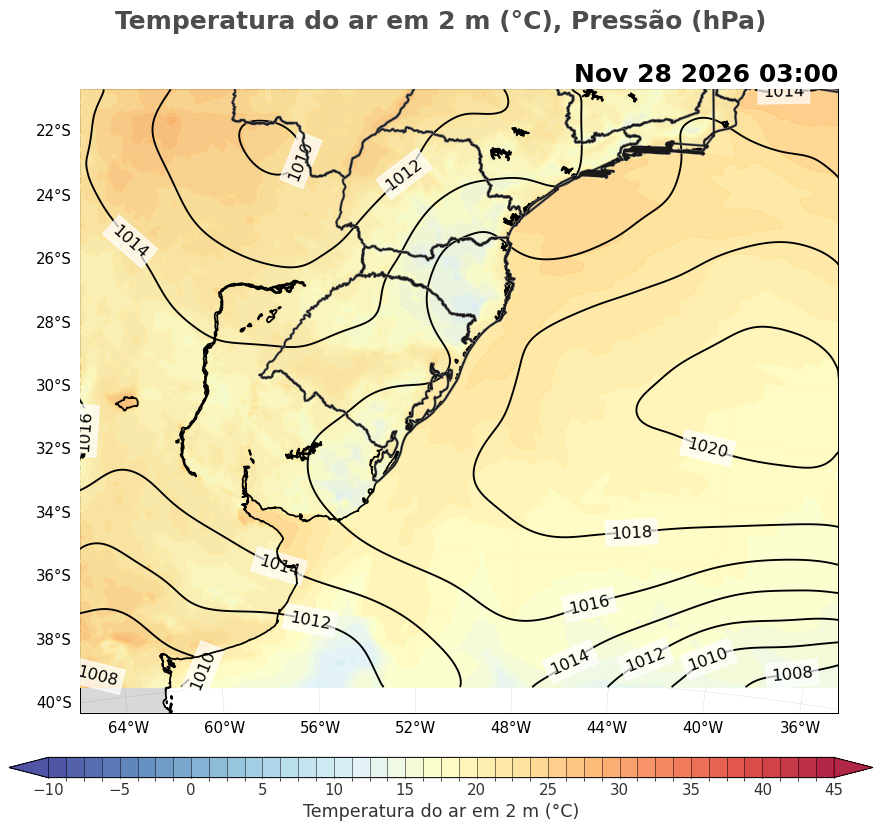 Temperatura do ar em 2 m (°C), Pressão (hPa)
Nov 28 2026 03:00
1014
22°S
1010
1012
24°S
1014
26°S
28°S
30°S
1016
1020
32°S
34°S
1018
1014
36°S
1016
1012
38°S
1014
1012
1010
1008
1010
1008
40°S
64°W 60°W 56°W 52°W 48°W 44°W 40°W 36°W
−10 −5 0 5 10 15 20 25 30 35 40 45
Temperatura do ar em 2 m (°C)